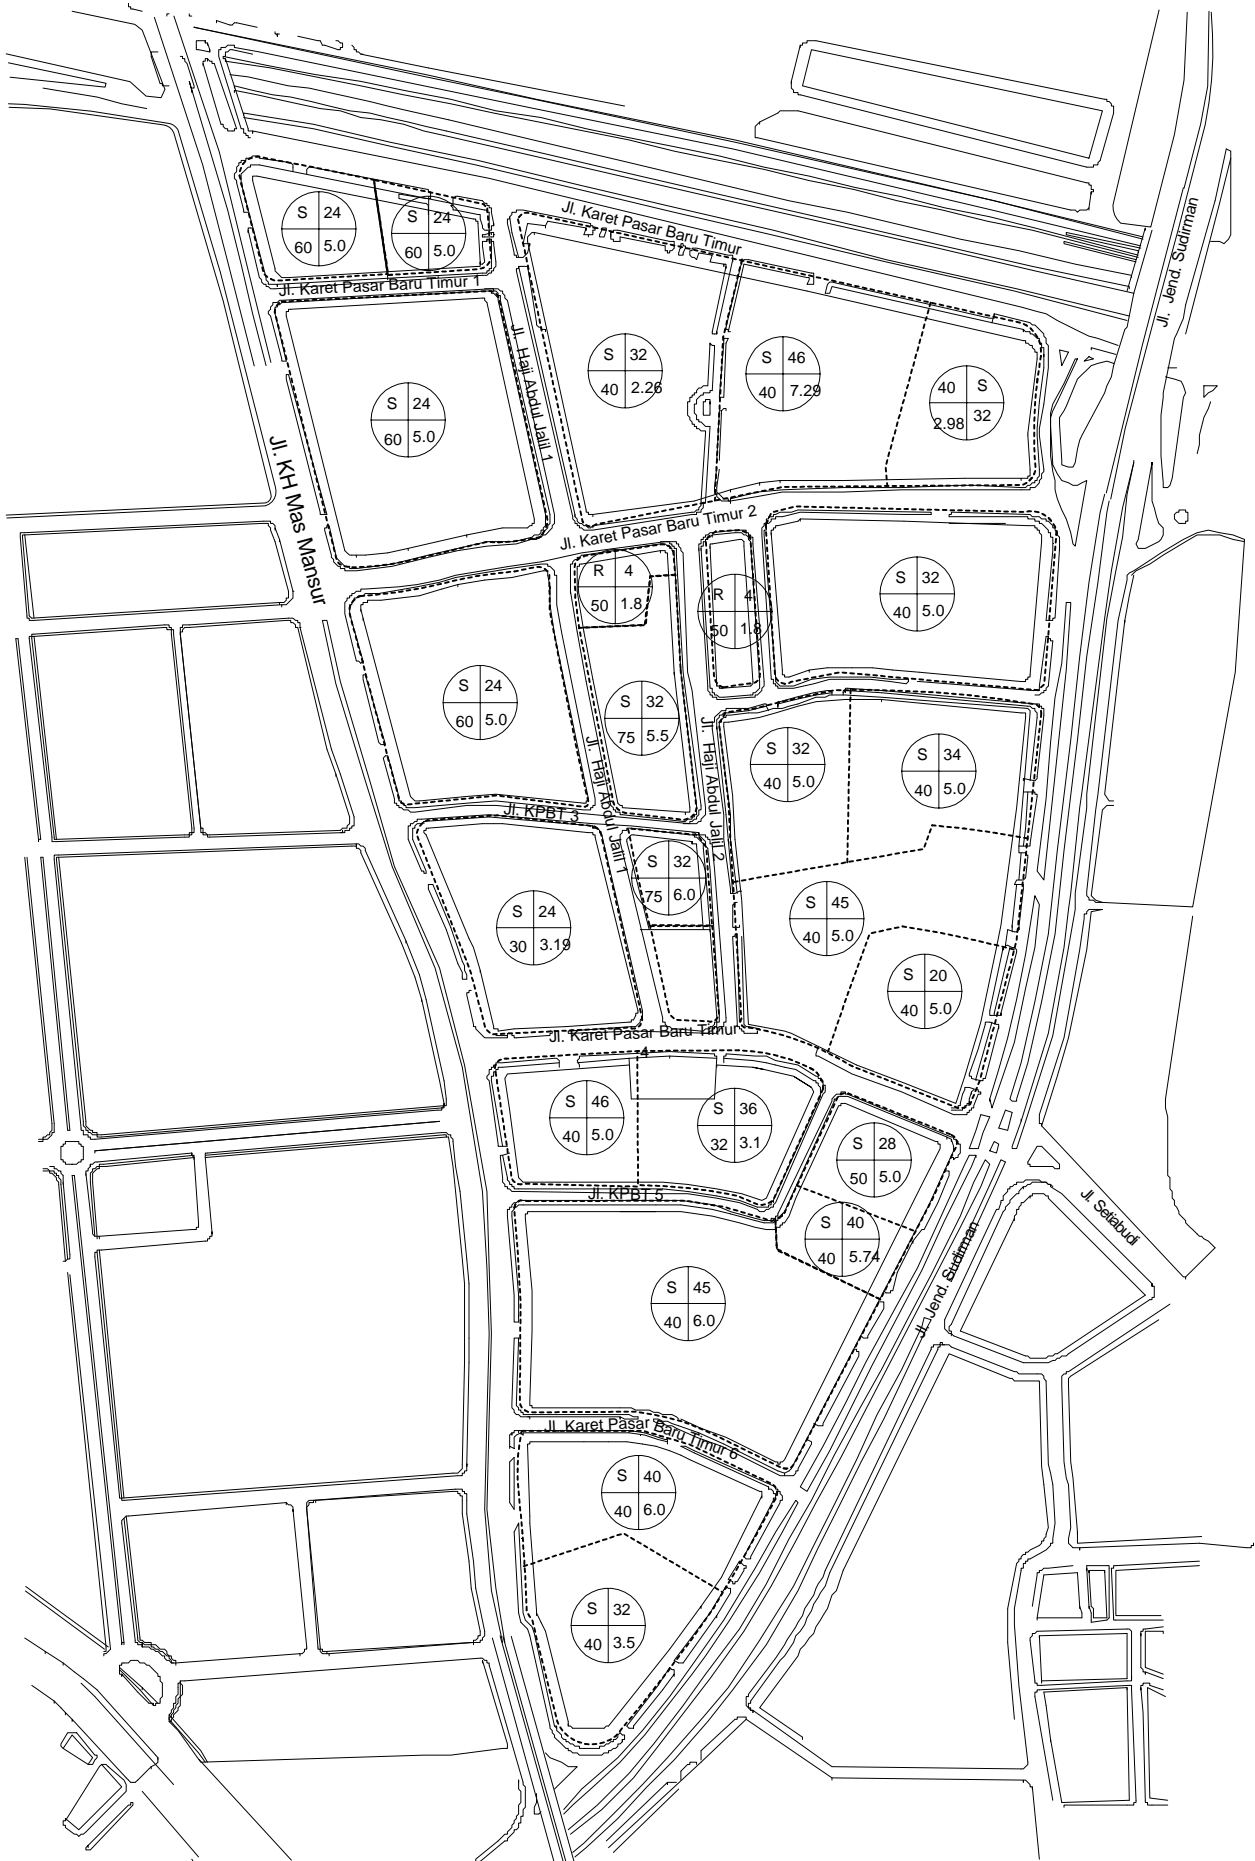 S 24
60 5.0
S 24
60 5.0
Jl. Karet Pasar Baru Timur
Jl. Jend. Sudirman
Jl. Karet Pasar Baru Timur 1
Jl. Haji Abdul Jalil 1
S 32
40 2.26
S 46
40 7.29
40 S
2.98 32
S 24
60 5.0
Jl. KH Mas Mansur
Jl. Karet Pasar Baru Timur 2
R 4
50 1.8
R 4
50 1.8
S 32
40 5.0
S 24
60 5.0
S 32
75 5.5
Jl. Haji Abdul Jalil 1
Jl. Haji Abdul Jalil 2
S 32
40 5.0
S 34
40 5.0
Jl. KPBT 3
S 32
75 6.0
S 24
30 3.19
S 45
40 5.0
S 20
40 5.0
Jl. Karet Pasar Baru Timur
4
S 46
40 5.0
S 36
32 3.1
S 28
50 5.0
Jl. KPBT 5
S 40
40 5.74
Jl. Setiabudi
Jl. Jend. Sudirman
S 45
40 6.0
Jl. Karet Pasar Baru Timur 6
S 40
40 6.0
S 32
40 3.5